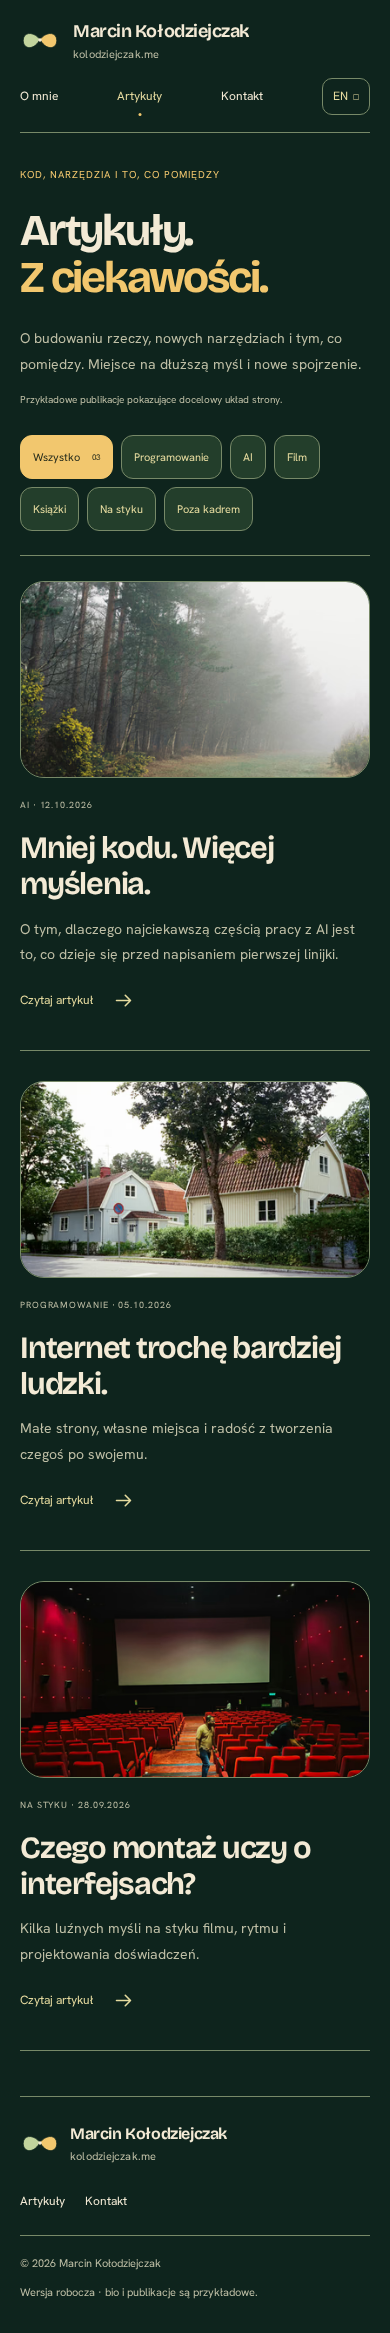 Marcin Kołodziejczak
kolodziejczak.me
O mnie
Artykuły
Kontakt
EN
KOD, NARZĘDZIA I TO, CO POMIĘDZY
Artykuły.
Z ciekawości.
O budowaniu rzeczy, nowych narzędziach i tym, co
pomiędzy. Miejsce na dłuższą myśl i nowe spojrzenie.
Przykładowe publikacje pokazujące docelowy układ strony.
Wszystko 03
Programowanie
AI
Film
Książki
Na styku
Poza kadrem
AI · 12.10.2026
Mniej kodu. Więcej
myślenia.
O tym, dlaczego najciekawszą częścią pracy z AI jest
to, co dzieje się przed napisaniem pierwszej linijki.
Czytaj artykuł →
PROGRAMOWANIE · 05.10.2026
Internet trochę bardziej
ludzki.
Małe strony, własne miejsca i radość z tworzenia
czegoś po swojemu.
Czytaj artykuł →
NA STYKU · 28.09.2026
Czego montaż uczy o
interfejsach?
Kilka luźnych myśli na styku filmu, rytmu i
projektowania doświadczeń.
Czytaj artykuł →
Marcin Kołodziejczak
kolodziejczak.me
Artykuły
Kontakt
© 2026 Marcin Kołodziejczak
Wersja robocza · bio i publikacje są przykładowe.